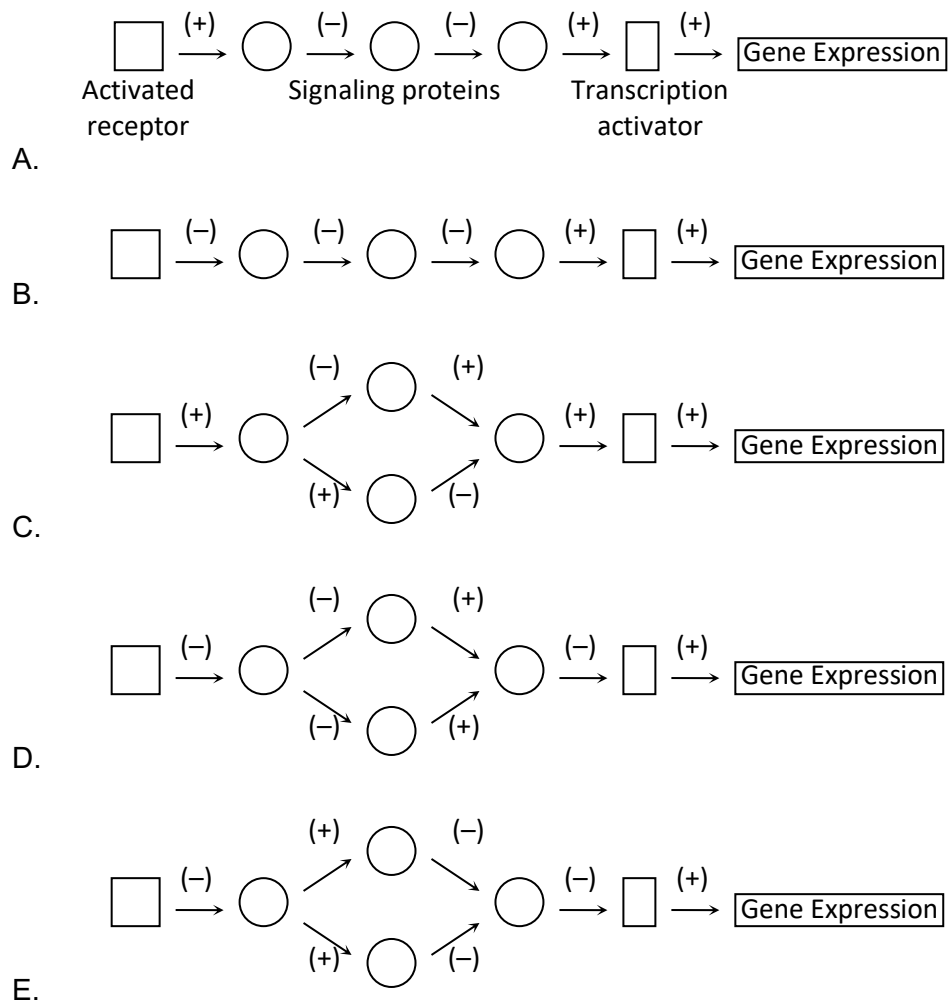 (+) (–) (–) (+) (+)
Gene Expression
Activated receptor
Signaling proteins
Transcription activator
A.
(–) (–) (–) (+) (+)
Gene Expression
B.
(–) (+)
(+) (+) (+)
Gene Expression
(+) (–)
C.
(–) (+)
(–) (–) (+)
Gene Expression
(–) (+)
D.
(+) (–)
(–) (–) (+)
Gene Expression
(+) (–)
E.